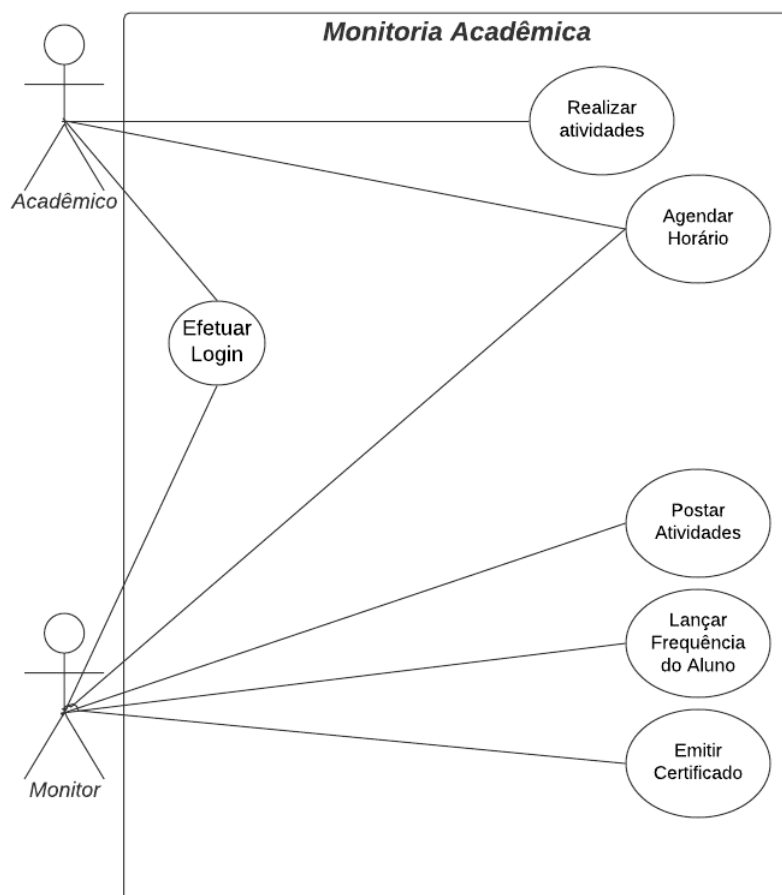 Monitoria Acadêmica
Realizar
atividades
Acadêmico
Agendar
Horário
Efetuar
Login
Postar
Atividades
Lançar
Frequência
do Aluno
Monitor
Emitir
Certificado